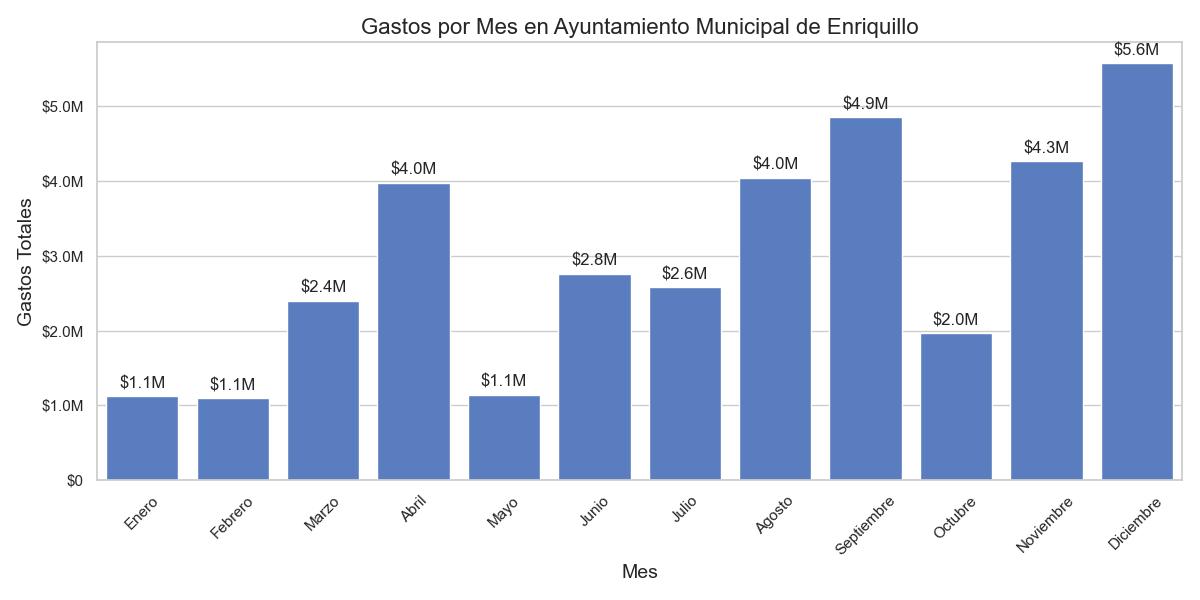 Gastos por Mes en Ayuntamiento Municipal de Enriquillo
Gastos Totales
$5.0M
$4.0M
$3.0M
$2.0M
$1.0M
$0
$1.1M
$1.1M
$2.4M
$4.0M
$1.1M
$2.8M
$2.6M
$4.0M
$4.9M
$2.0M
$4.3M
$5.6M
Enero
Febrero
Marzo
Abril
Mayo
Junio
Julio
Agosto
Septiembre
Octubre
Noviembre
Diciembre
Mes